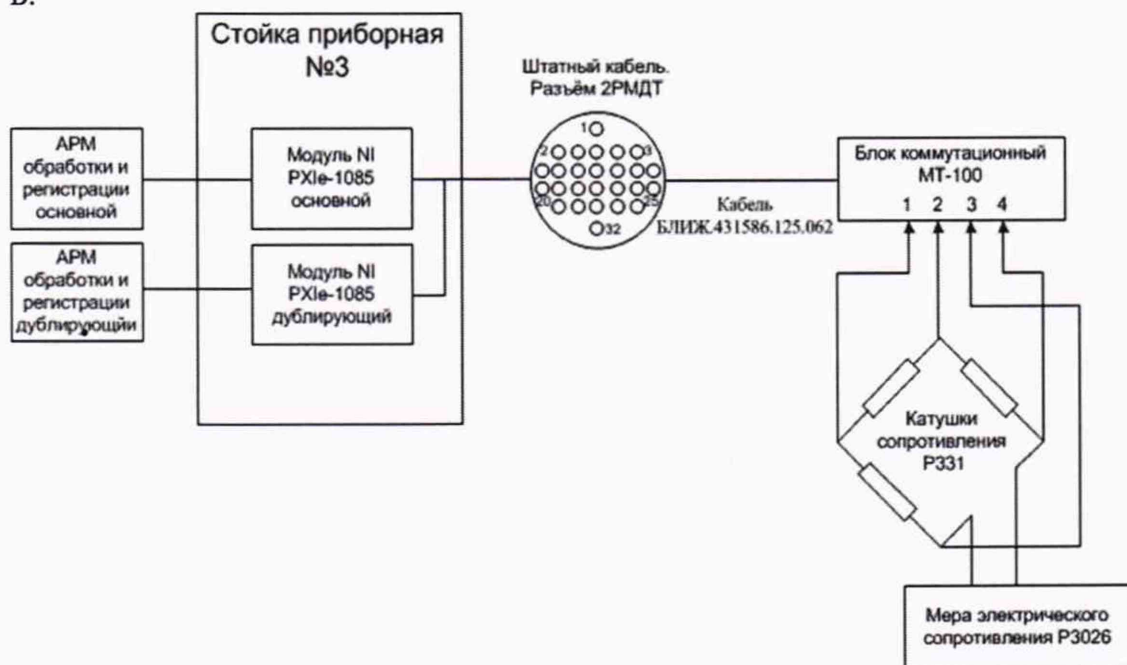 В.
Стойка приборная
№3
Штатный кабель.
Разъём 2РМДТ
АРМ
обработки и
регистрации
основной
Модуль NI
PXIe-1085
основной
1
2
3
20
25
32
Кабель
БЛИЖ.431586.125.062
Блок коммутационный
МТ-100
1 2 3 4
АРМ
обработки и
регистрации
дублирующйи
Модуль NI
PXIe-1085
дублирующий
Катушки
сопротивления
Р331
Мера электрического
сопротивления Р3026